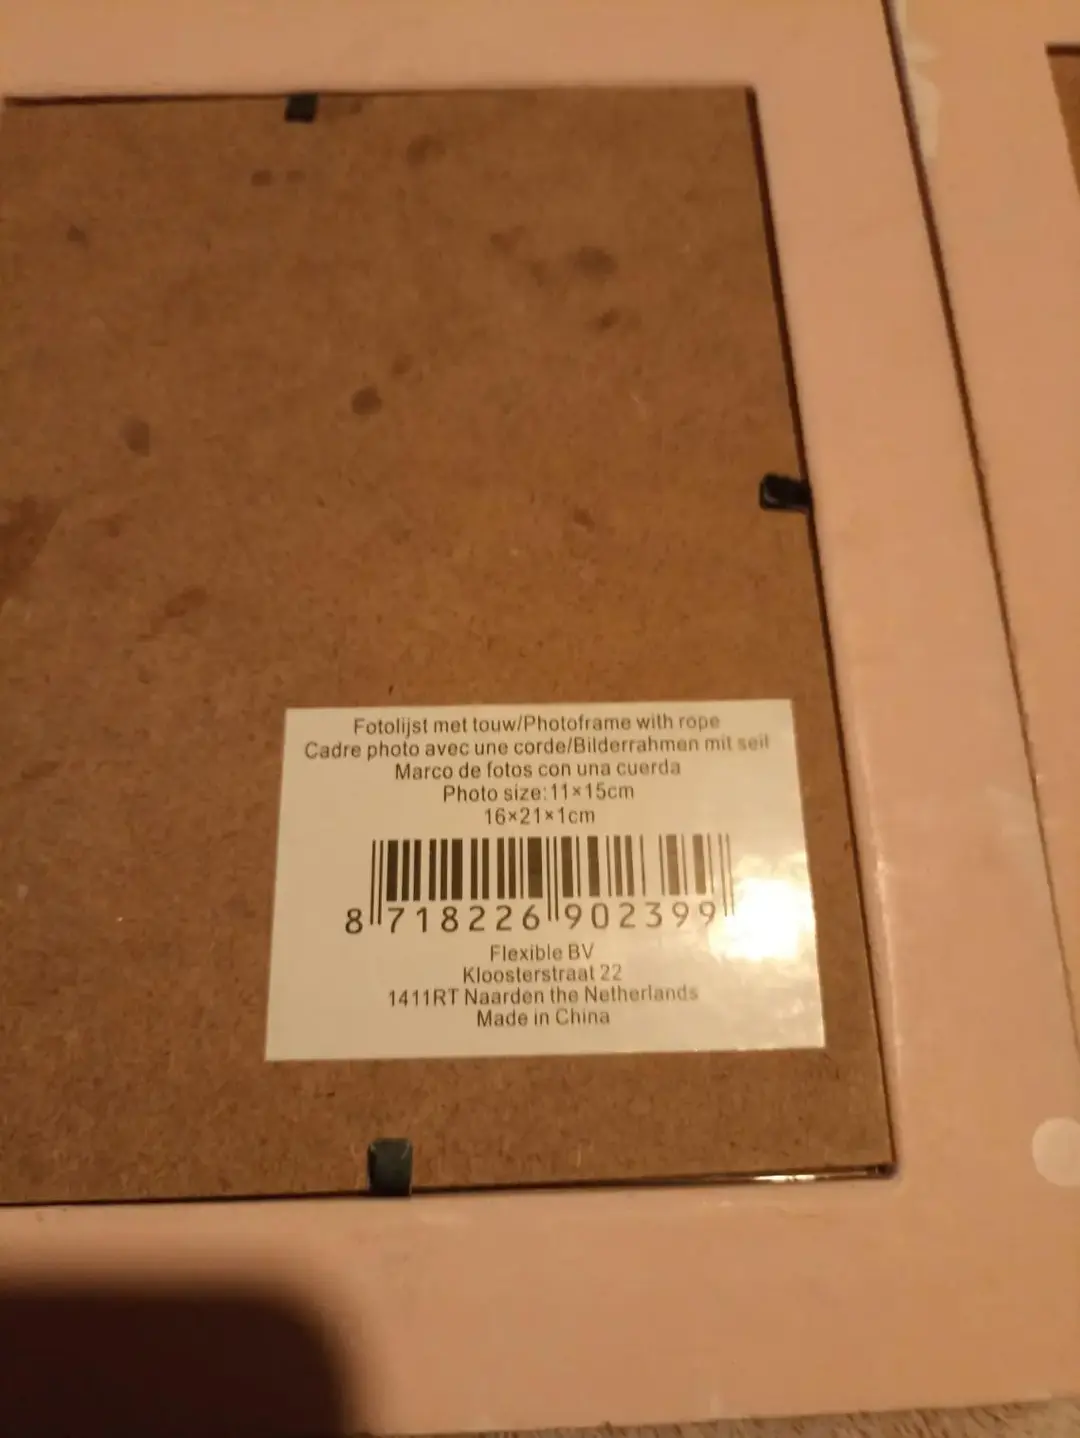 Fotolijst met touw/Photoframe with rope
Cadre photo avec une corde/Bilderrahmen mit seil
Marco de fotos con una cuerda
Photo size:11×15cm
16×21×1cm
8 718226 902399
Flexible BV
Kloosterstraat 22
1411RT Naarden the Netherlands
Made in China